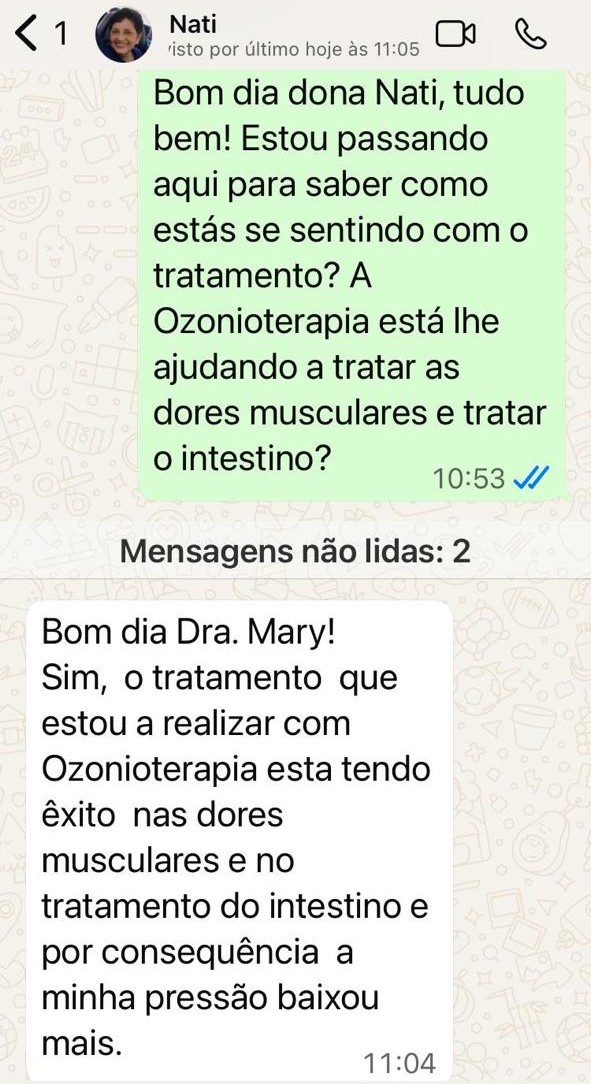 1
Nati
visto por último hoje às 11:05
Bom dia dona Nati, tudo
bem! Estou passando
aqui para saber como
estás se sentindo com o
tratamento? A
Ozonioterapia está lhe
ajudando a tratar as
dores musculares e tratar
o intestino?
10:53
Mensagens não lidas: 2
Bom dia Dra. Mary!
Sim,  o tratamento  que
estou a realizar com
Ozonioterapia esta tendo
êxito  nas dores
musculares e no
tratamento do intestino e
por consequência  a
minha pressão baixou
mais.
11:04